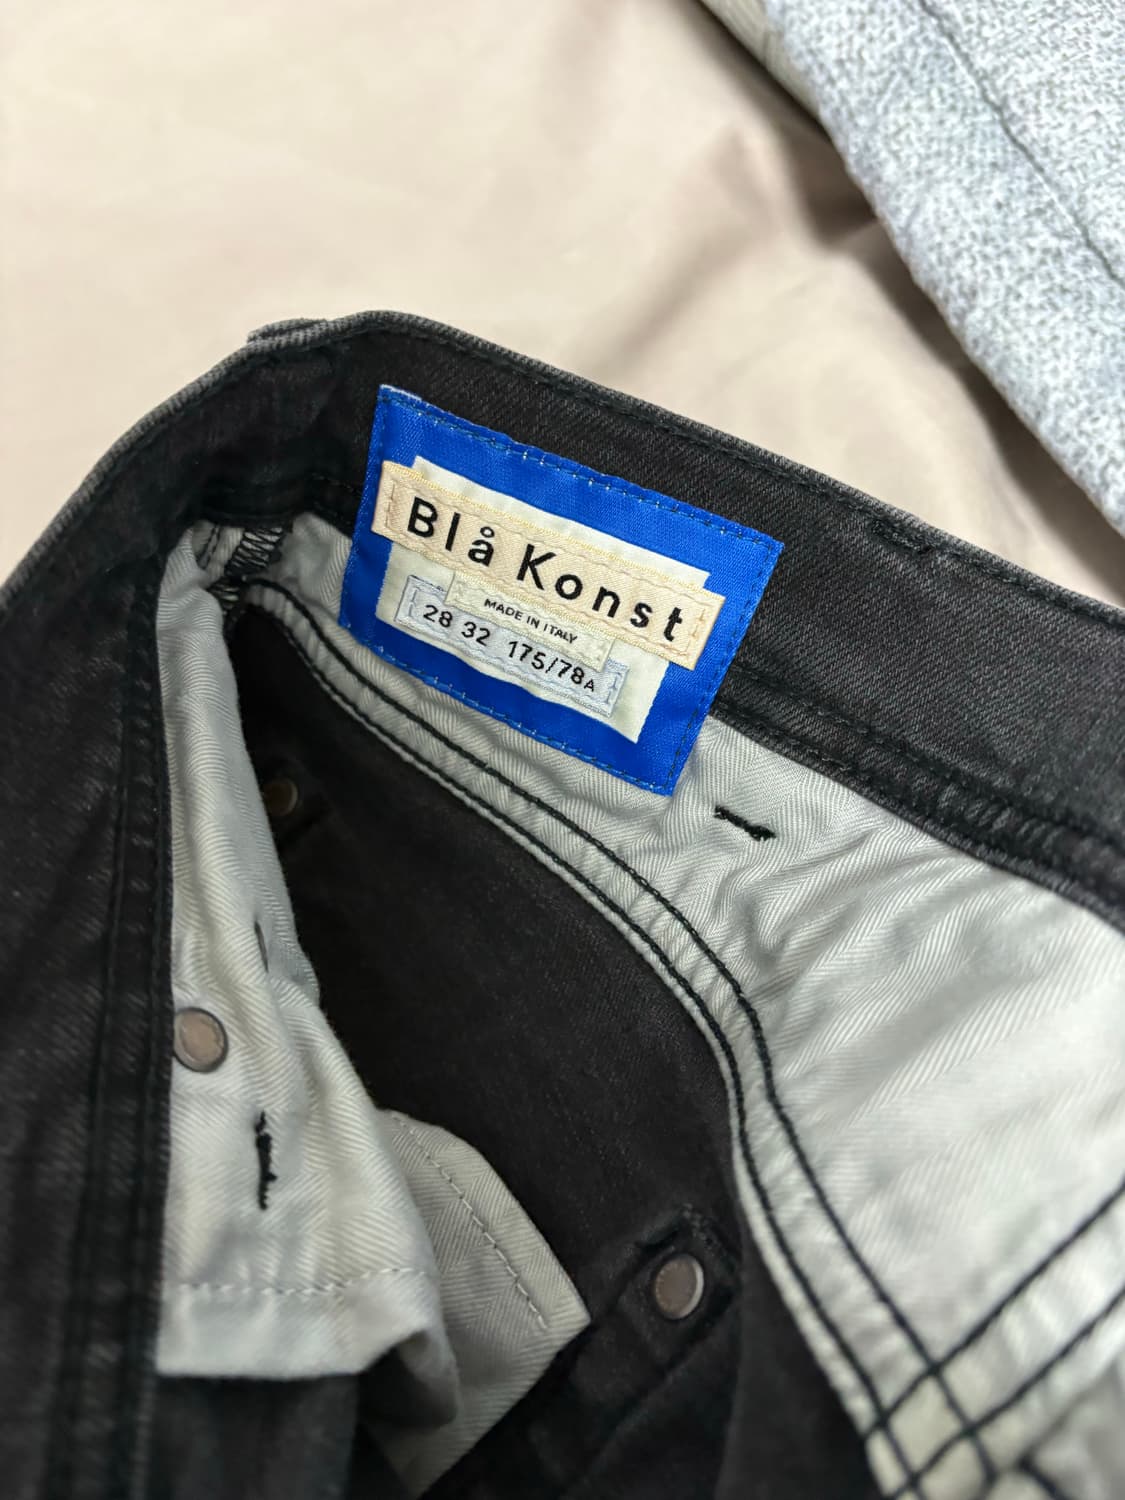 Blå Konst
MADE IN ITALY
28 32 175/78A